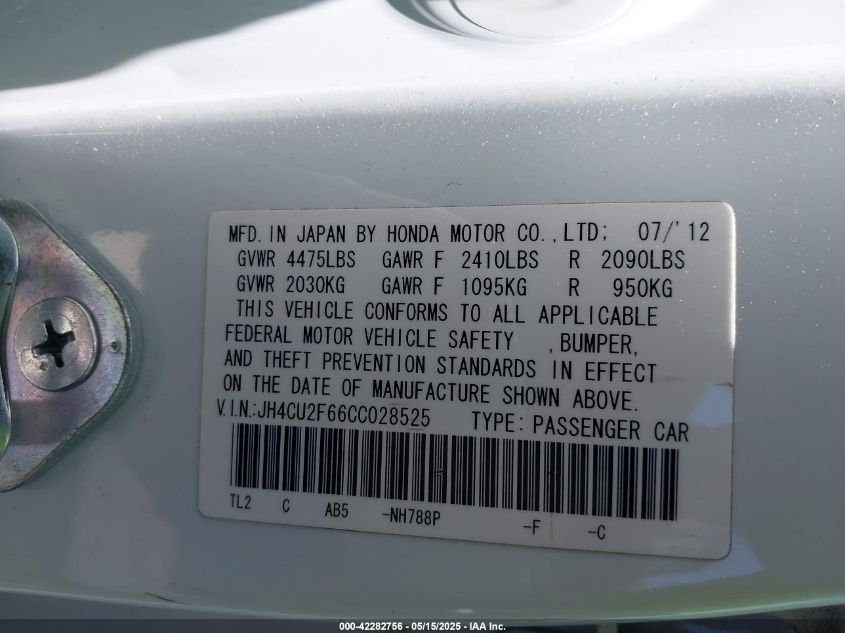 MFD. IN JAPAN BY HONDA MOTOR CO.,LTD; 07/'12
GVWR 4475LBS GAWR F 2410LBS R 2090LBS
GVWR 2030KG GAWR F 1095KG R 950KG
THIS VEHICLE CONFORMS TO ALL APPLICABLE
FEDERAL MOTOR VEHICLE SAFETY , BUMPER,
AND THEFT PREVENTION STANDARDS IN EFFECT
ON THE DATE OF MANUFACTURE SHOWN ABOVE.
V.I.N.:JH4CU2F66CC028525 TYPE: PASSENGER CAR
TL2 C AB5 -NH788P -F -C
000-42282756 - 05/15/2025 - IAA Inc.